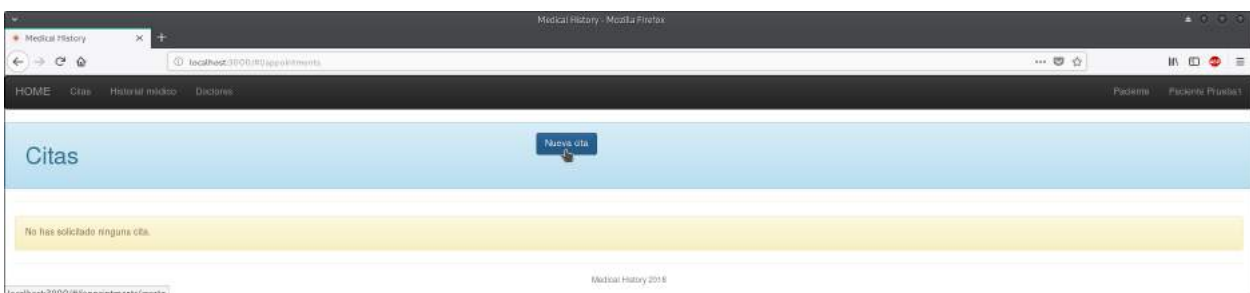 Medical History - Mozilla Firefox
Medical History
localhost:3000/#!/appointments
HOME Citas Historial médico Doctores Paciente Paciente Prueba1
Citas
Nueva cita
No has solicitado ninguna cita.
Medical History 2018